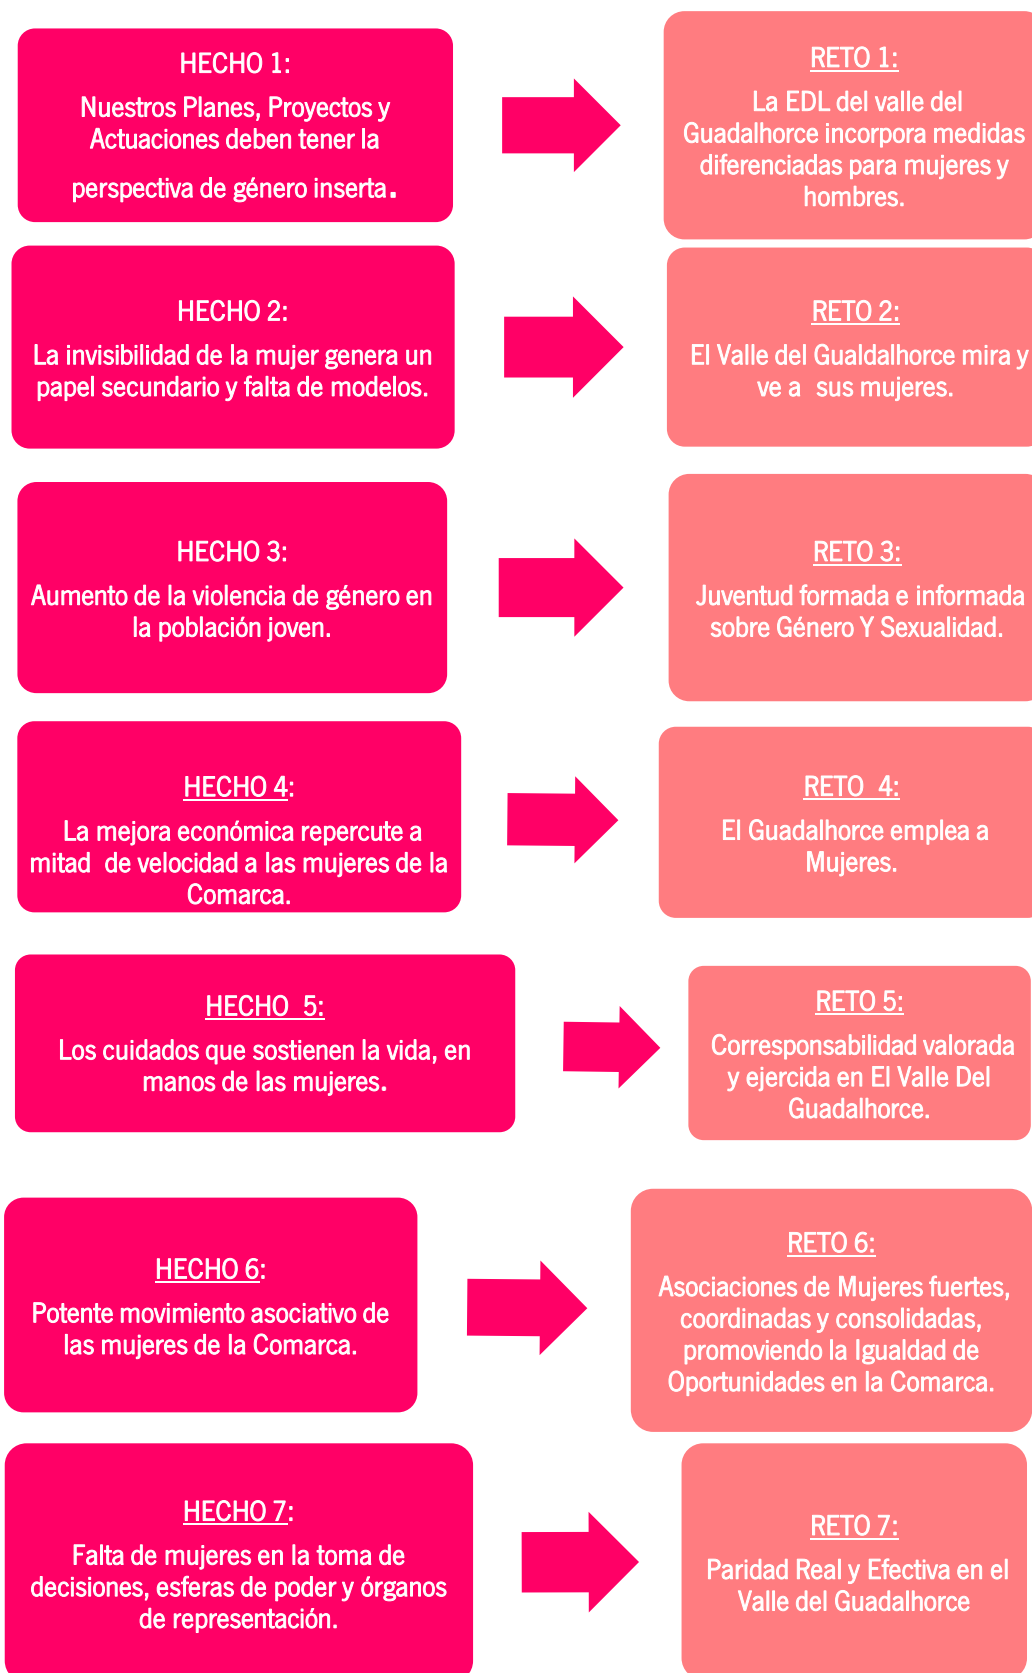 HECHO 1:
Nuestros Planes, Proyectos y
Actuaciones deben tener la
perspectiva de género inserta.
RETO 1:
La EDL del valle del
Guadalhorce incorpora medidas
diferenciadas para mujeres y
hombres.
HECHO 2:
La invisibilidad de la mujer genera un
papel secundario y falta de modelos.
RETO 2:
El Valle del Gualdalhorce mira y
ve a sus mujeres.
HECHO 3:
Aumento de la violencia de género en
la población joven.
RETO 3:
Juventud formada e informada
sobre Género Y Sexualidad.
HECHO 4:
La mejora económica repercute a
mitad de velocidad a las mujeres de la
Comarca.
RETO 4:
El Guadalhorce emplea a
Mujeres.
HECHO 5:
Los cuidados que sostienen la vida, en
manos de las mujeres.
RETO 5:
Corresponsabilidad valorada
y ejercida en El Valle Del
Guadalhorce.
HECHO 6:
Potente movimiento asociativo de
las mujeres de la Comarca.
RETO 6:
Asociaciones de Mujeres fuertes,
coordinadas y consolidadas,
promoviendo la Igualdad de
Oportunidades en la Comarca.
HECHO 7:
Falta de mujeres en la toma de
decisiones, esferas de poder y órganos
de representación.
RETO 7:
Paridad Real y Efectiva en el
Valle del Guadalhorce